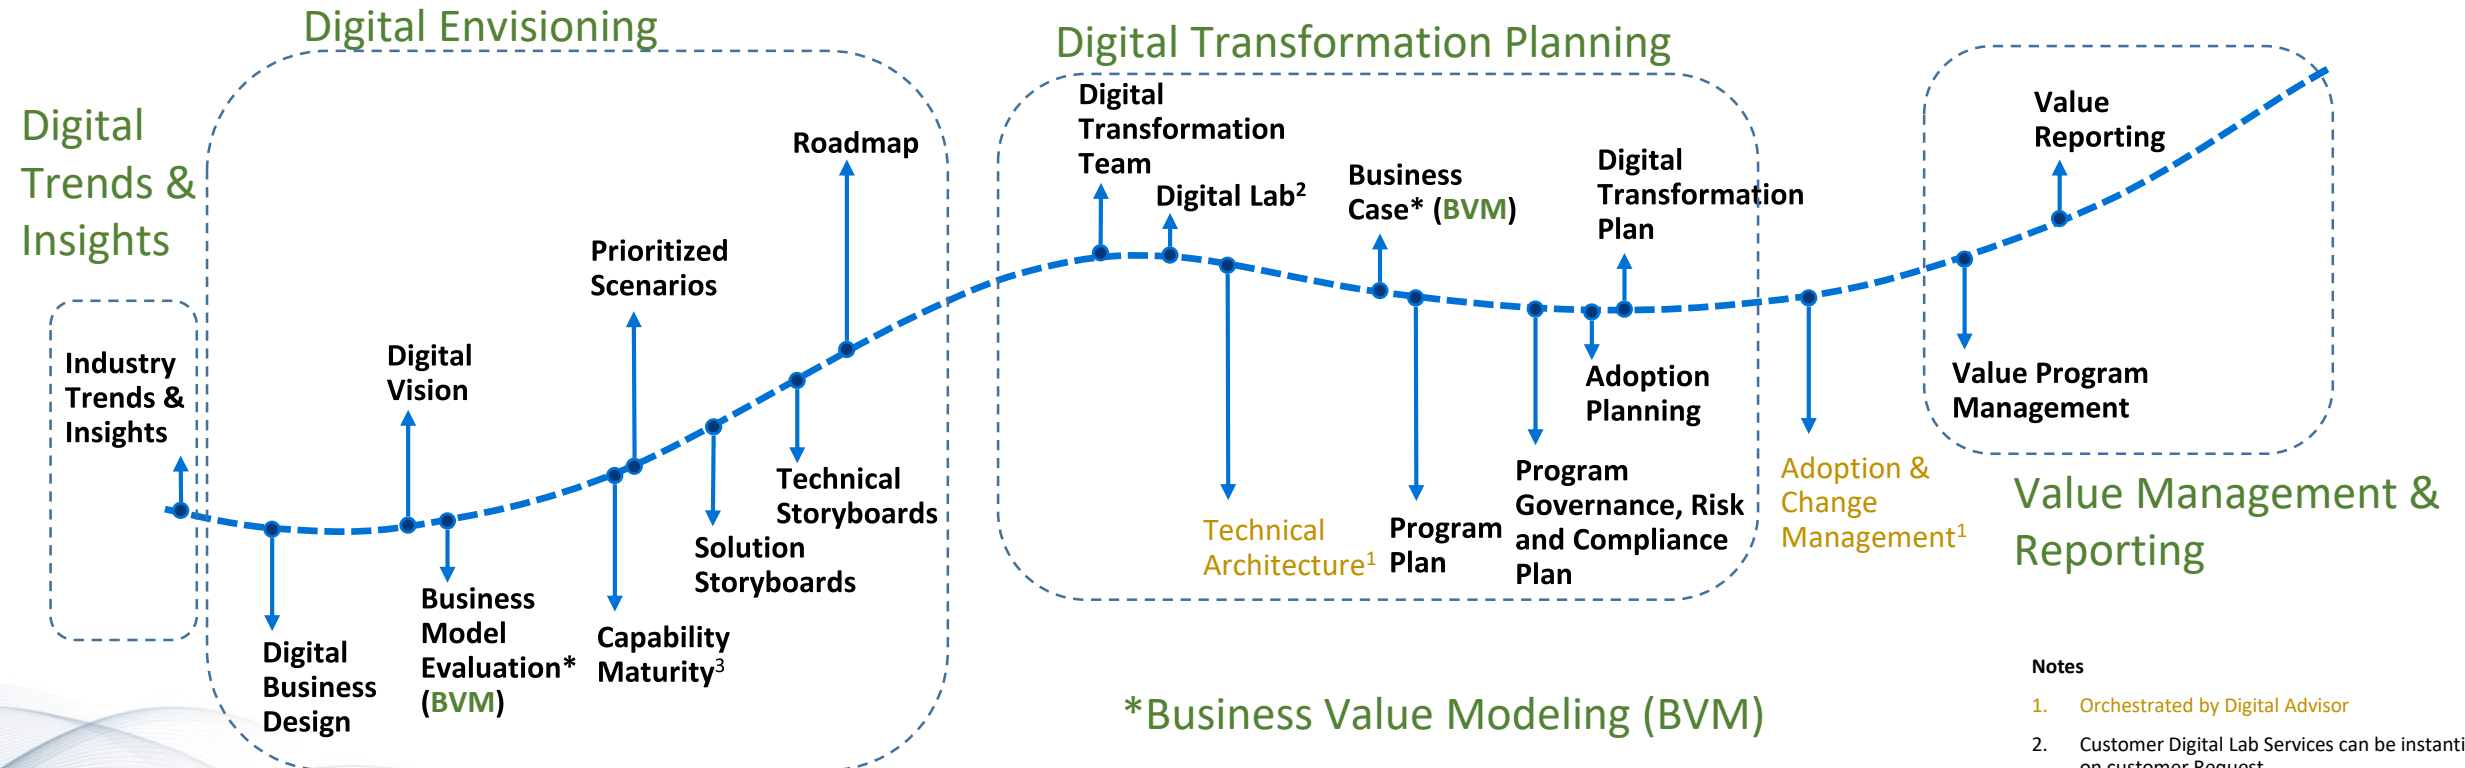 Digital Envisioning
Digital Transformation Planning
Digital
Trends &
Insights
Industry
Trends &
Insights
Digital
Business
Design
Digital
Vision
Business
Model
Evaluation*
(BVM)
Prioritized
Scenarios
Capability
Maturity3
Solution
Storyboards
Technical
Storyboards
Roadmap
Digital
Transformation
Team
Digital Lab2
Technical
Architecture1
Business
Case* (BVM)
Program
Plan
Program
Governance, Risk
and Compliance
Plan
Adoption
Planning
Digital
Transformation
Plan
Adoption &
Change
Management1
Value Program
Management
Value
Reporting
Value Management &
Reporting
*Business Value Modeling (BVM)
Notes
1. Orchestrated by Digital Advisor
2. Customer Digital Lab Services can be instanti
on customer Request